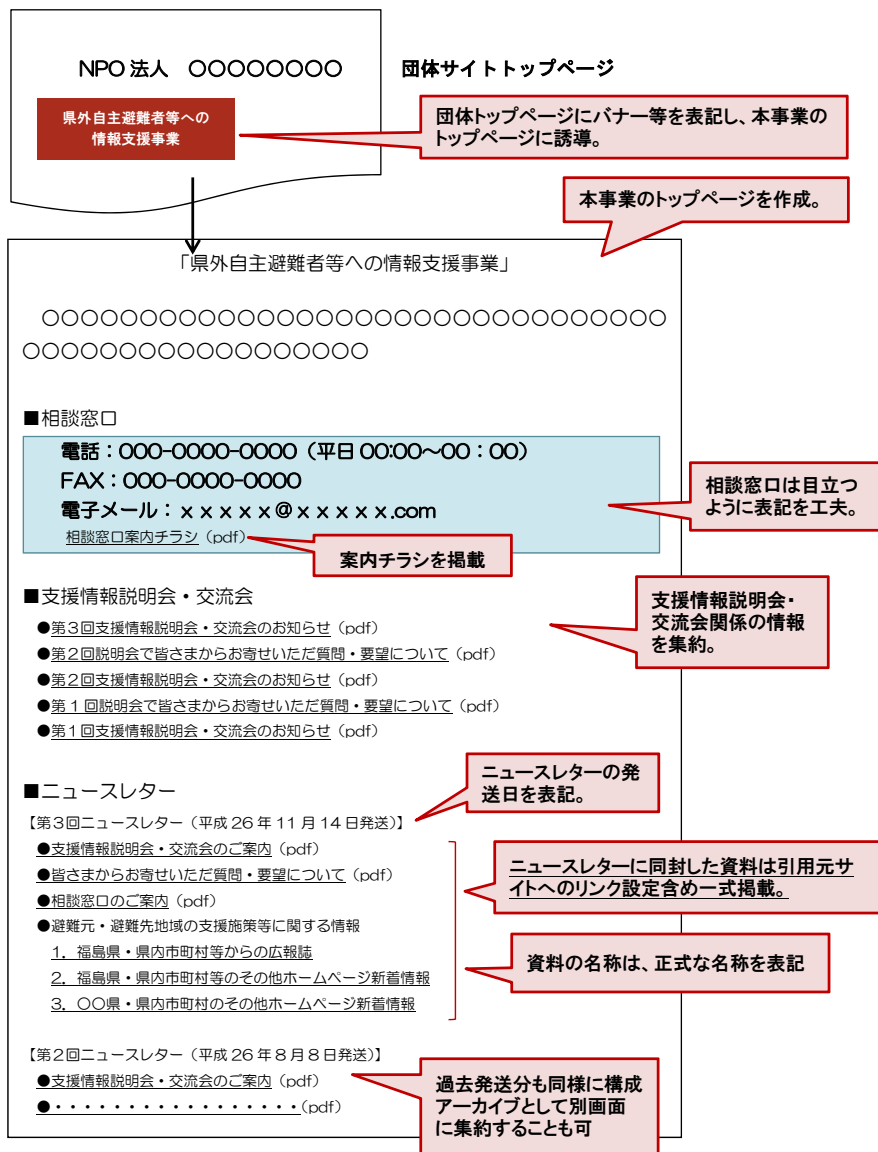 NPO 法人　○○○○○○○○
団体サイトトップページ
県外自主避難者等への
情報支援事業
団体トップページにバナー等を表記し、本事業の
トップページに誘導。
本事業のトップページを作成。
「県外自主避難者等への情報支援事業」
○○○○○○○○○○○○○○○○○○○○○○○○○○○○○○○○
○○○○○○○○○○○○○○○○○○
■相談窓口
電話：000-0000-0000（平日 00:00～00：00）
FAX：000-0000-0000
電子メール：ｘｘｘｘｘ@ｘｘｘｘｘ.com
相談窓口案内チラシ（pdf）
相談窓口は目立つ
ように表記を工夫。
案内チラシを掲載
■支援情報説明会・交流会
●第３回支援情報説明会・交流会のお知らせ（pdf）
●第２回説明会で皆さまからお寄せいただ質問・要望について（pdf）
●第２回支援情報説明会・交流会のお知らせ（pdf）
●第１回説明会で皆さまからお寄せいただ質問・要望について（pdf）
●第１回支援情報説明会・交流会のお知らせ（pdf）
支援情報説明会・
交流会関係の情報
を集約。
■ニュースレター
ニュースレターの発
送日を表記。
【第３回ニュースレター（平成 26 年 11 月 14 日発送）】
●支援情報説明会・交流会のご案内（pdf）
●皆さまからお寄せいただ質問・要望について（pdf）
●相談窓口のご案内（pdf）
●避難元・避難先地域の支援施策等に関する情報
１．福島県・県内市町村等からの広報誌
２．福島県・県内市町村等のその他ホームページ新着情報
３．〇〇県・県内市町村のその他ホームページ新着情報
ニュースレターに同封した資料は引用元サ
イトへのリンク設定含め一式掲載。
資料の名称は、正式な名称を表記
【第２回ニュースレター（平成 26 年８月８日発送）】
●支援情報説明会・交流会のご案内（pdf）
●・・・・・・・・・・・・・・・・・(pdf）
過去発送分も同様に構成
アーカイブとして別画面
に集約することも可